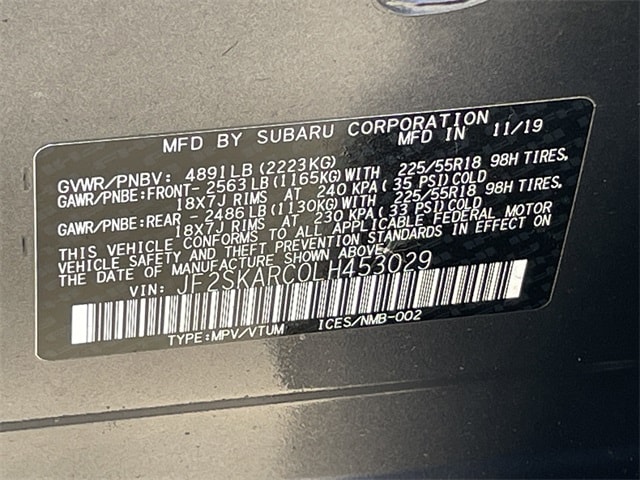 MFD BY SUBARU CORPORATION
MFD IN 11/19
GVWR/PNBV: 4891LB(2223KG)
GAWR/PNBE:FRONT- 2563LB(1165KG)WITH 225/55R18 98H TIRES,
18X7J RIMS AT 240 KPA(35 PSI)COLD
GAWR/PNBE:REAR -2486LB(1130KG)WITH 225/55R18 98H TIRES,
18X7J RIMS AT 230 KPA(33 PSI)COLD
THIS VEHICLE CONFORMS TO ALL APPLICABLE FEDERAL MOTOR
VEHICLE SAFETY AND THEFT PREVENTION STANDARDS IN EFFECT ON
THE DATE OF MANUFACTURE SHOWN ABOVE.
VIN: JF2SKARC0LH453029
TYPE:MPV/VTUM ICES/NMB-002